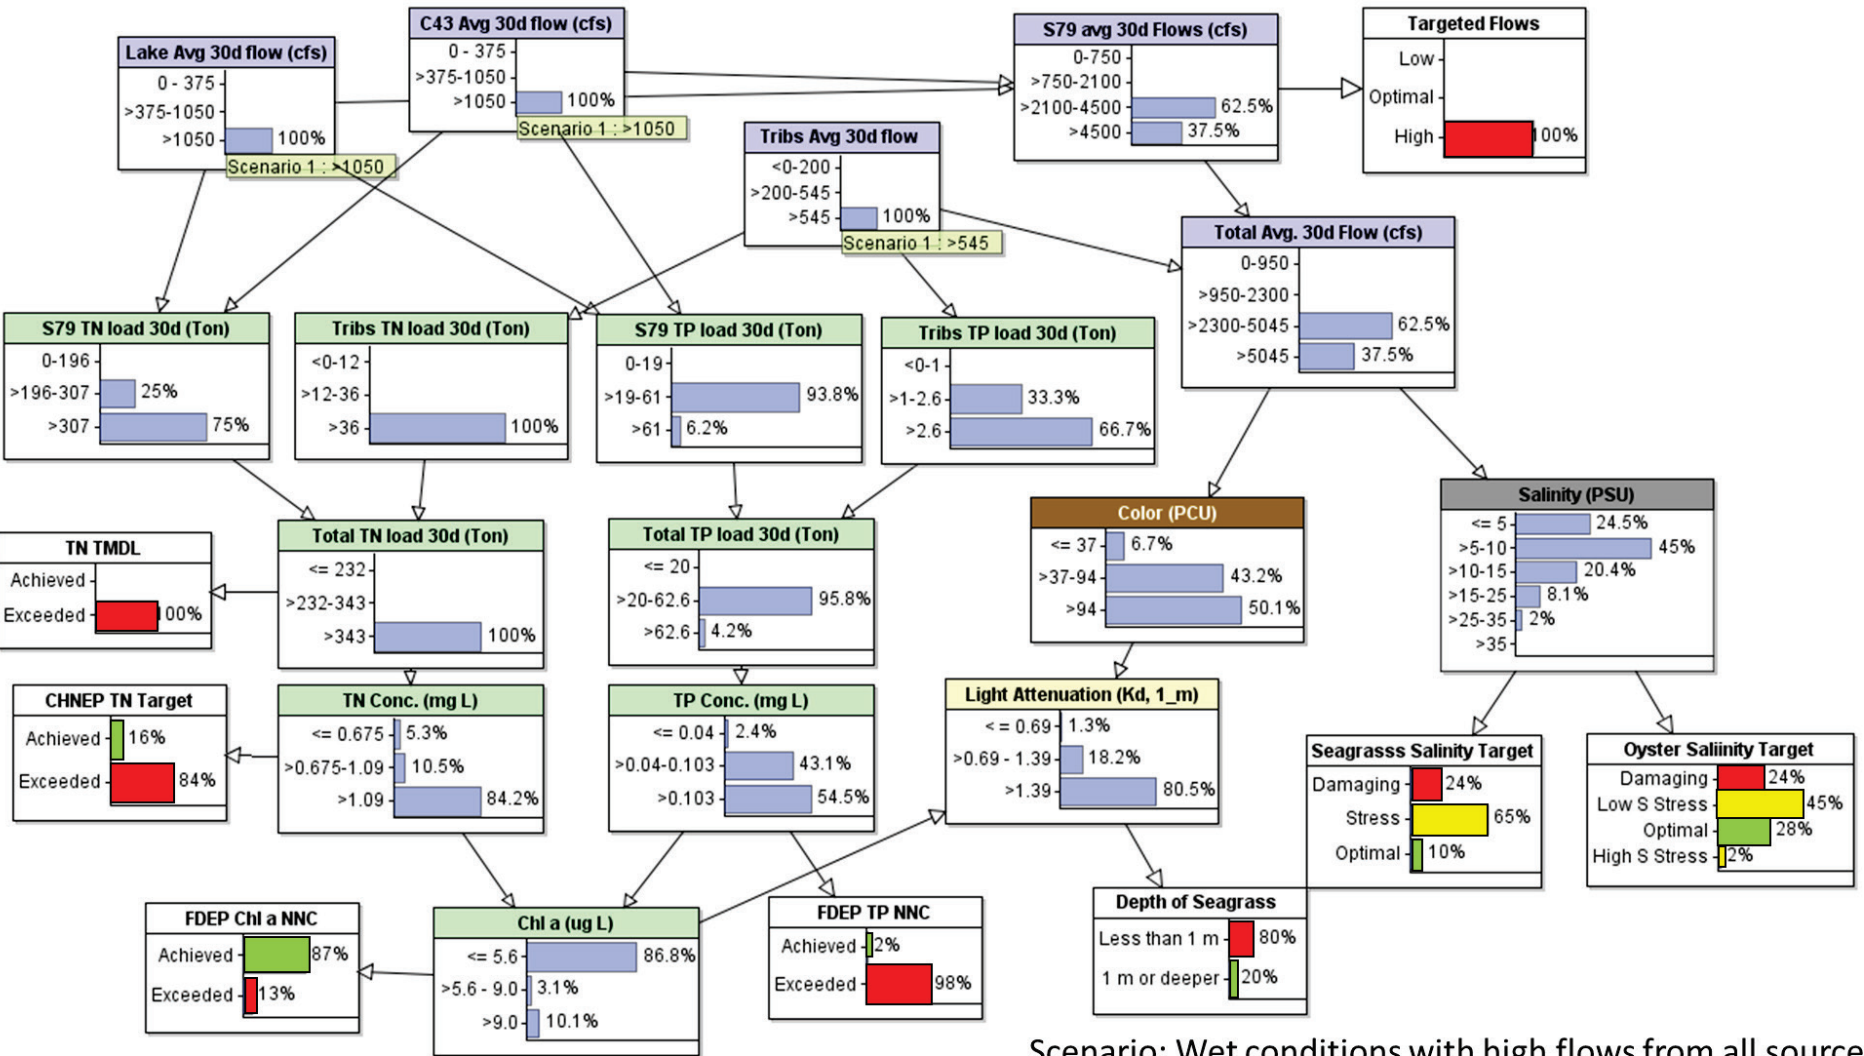 C43 Avg 30d flow (cfs)
0 - 375
>375-1050
>1050 100%
Scenario 1 : >1050
Lake Avg 30d flow (cfs)
0 - 375
>375-1050
>1050 100%
Scenario 1 : >1050
S79 avg 30d Flows (cfs)
0-750
>750-2100
>2100-4500 62.5%
>4500 37.5%
Targeted Flows
Low
Optimal
High 100%
Tribs Avg 30d flow
<0-200
>200-545
>545 100%
Scenario 1 : >545
Total Avg. 30d Flow (cfs)
0-950
>950-2300
>2300-5045 62.5%
>5045 37.5%
S79 TN load 30d (Ton)
0-196
>196-307 25%
>307 75%
Tribs TN load 30d (Ton)
<0-12
>12-36
>36 100%
S79 TP load 30d (Ton)
0-19
>19-61 93.8%
>61 6.2%
Tribs TP load 30d (Ton)
<0-1
>1-2.6 33.3%
>2.6 66.7%
TN TMDL
Achieved
Exceeded 100%
Total TN load 30d (Ton)
<= 232
>232-343
>343 100%
Total TP load 30d (Ton)
<= 20
>20-62.6 95.8%
>62.6 4.2%
Color (PCU)
<= 37 6.7%
>37-94 43.2%
>94 50.1%
Salinity (PSU)
<= 5 24.5%
>5-10 45%
>10-15 20.4%
>15-25 8.1%
>25-35 2%
>35
CHNEP TN Target
Achieved 16%
Exceeded 84%
TN Conc. (mg L)
<= 0.675 5.3%
>0.675-1.09 10.5%
>1.09 84.2%
TP Conc. (mg L)
<= 0.04 2.4%
>0.04-0.103 43.1%
>0.103 54.5%
Light Attenuation (Kd, 1_m)
< = 0.69 1.3%
>0.69 - 1.39 18.2%
>1.39 80.5%
Seagrasss Salinity Target
Damaging 24%
Stress 65%
Optimal 10%
Oyster Saliinity Target
Damaging 24%
Low S Stress 45%
Optimal 28%
High S Stress 2%
FDEP Chl a NNC
Achieved 87%
Exceeded 13%
Chl a (ug L)
<= 5.6 86.8%
>5.6 - 9.0 3.1%
>9.0 10.1%
FDEP TP NNC
Achieved 2%
Exceeded 98%
Depth of Seagrass
Less than 1 m 80%
1 m or deeper 20%
Scenario: Wet conditions with high flows from all source